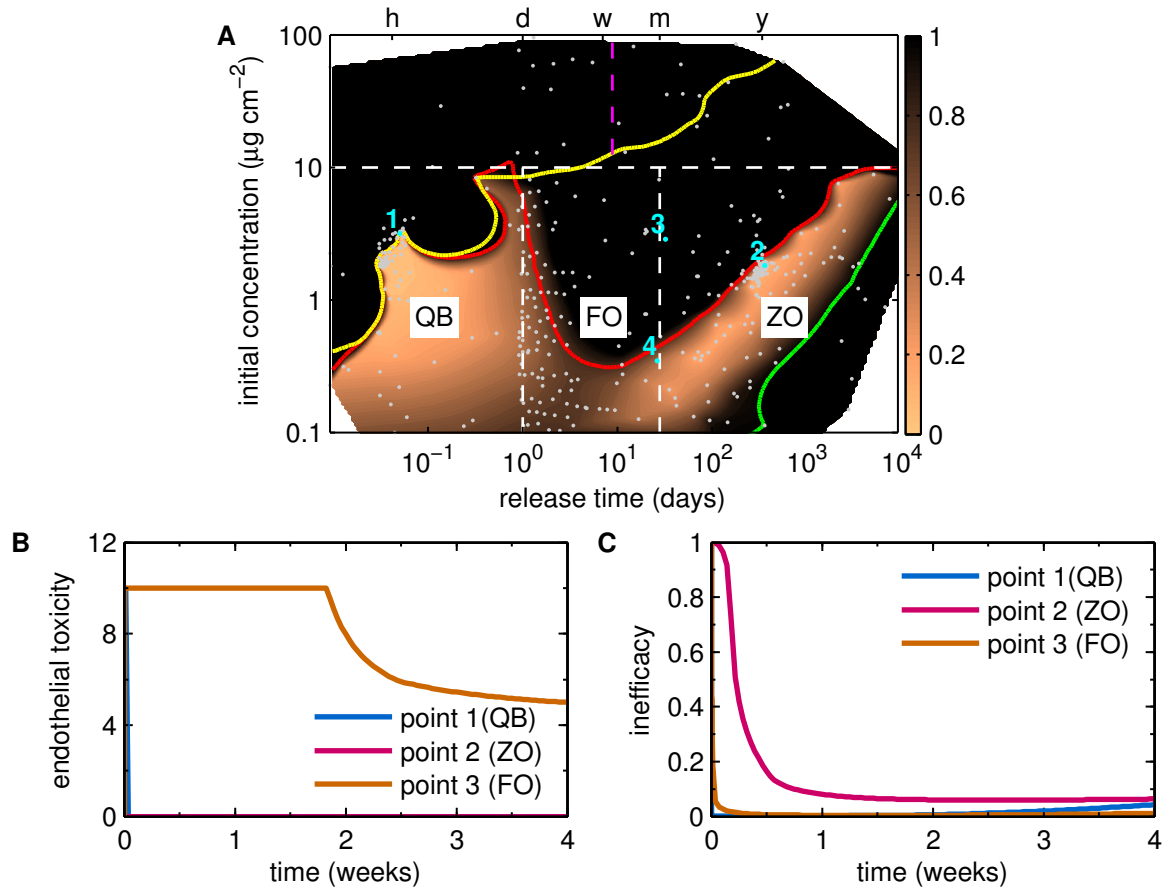 h d w m y
A
100
10
1
0.1
initial concentration (µg cm⁻²)
1
3
2
4
QB
FO
ZO
10⁻¹ 10⁰ 10¹ 10² 10³ 10⁴
release time (days)
1
0.8
0.6
0.4
0.2
0
B
12
8
4
0
endothelial toxicity
point 1(QB)
point 2 (ZO)
point 3 (FO)
0 1 2 3 4
time (weeks)
C
1
0.8
0.6
0.4
0.2
0
inefficacy
point 1(QB)
point 2 (ZO)
point 3 (FO)
0 1 2 3 4
time (weeks)